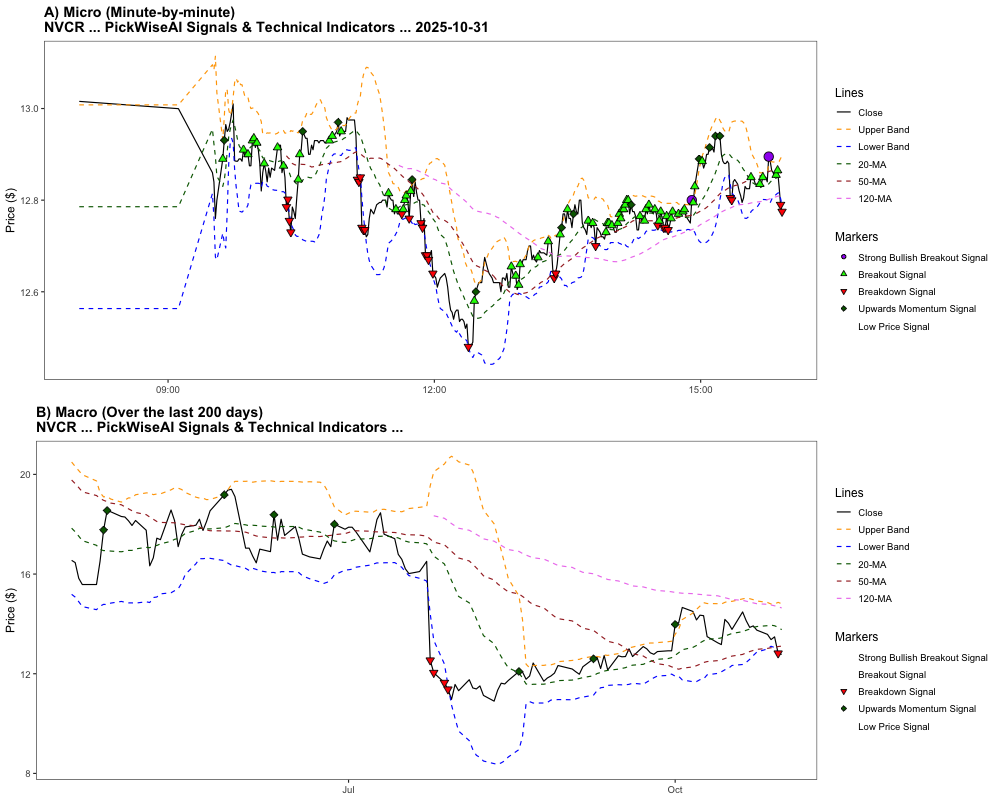 A) Micro (Minute-by-minute)
NVCR ... PickWiseAI Signals & Technical Indicators ... 2025-10-31
Price ($)
13.0
12.8
12.6
09:00
12:00
15:00
Lines
Close
Upper Band
Lower Band
20-MA
50-MA
120-MA
Markers
Strong Bullish Breakout Signal
Breakout Signal
Breakdown Signal
Upwards Momentum Signal
Low Price Signal
B) Macro (Over the last 200 days)
NVCR ... PickWiseAI Signals & Technical Indicators ...
Price ($)
20
16
12
8
Jul
Oct
Lines
Close
Upper Band
Lower Band
20-MA
50-MA
120-MA
Markers
Strong Bullish Breakout Signal
Breakout Signal
Breakdown Signal
Upwards Momentum Signal
Low Price Signal